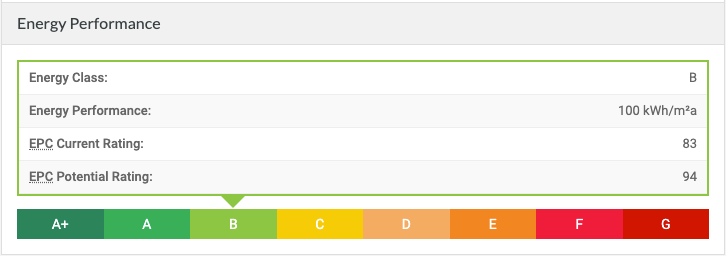 Energy Performance
Energy Class: B
Energy Performance: 100 kWh/m²a
EPC Current Rating: 83
EPC Potential Rating: 94
A+ A B C D E F G